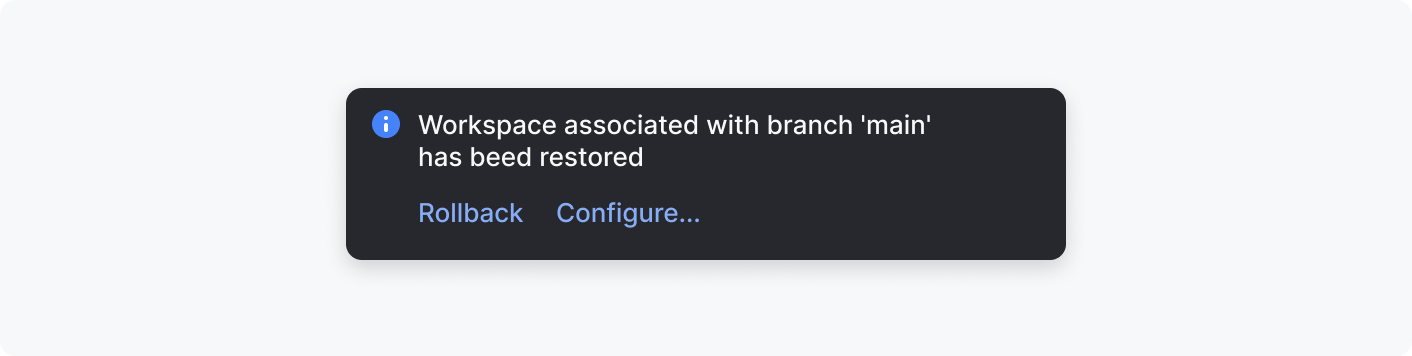 Workspace associated with branch 'main'
has beed restored
Rollback Configure...